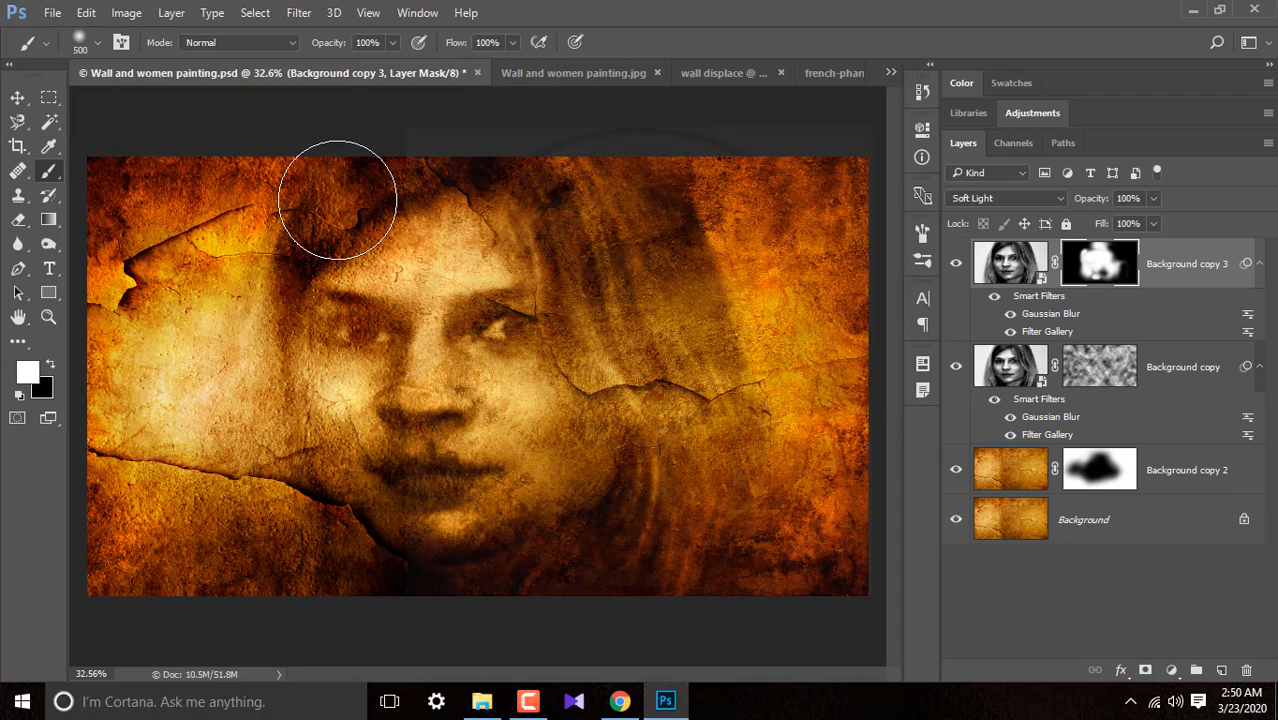 Ps File Edit Image Layer Type Select Filter 3D View Window Help
500 Mode: Normal Opacity: 100% Flow: 100%
© Wall and women painting.psd @ 32.6% (Background copy 3, Layer Mask/8) * × Wall and women painting.jpg × wall displace @ ... × french-phan
Color Swatches
Libraries Adjustments
Layers Channels Paths
Kind
Soft Light Opacity: 100%
Lock: Fill: 100%
Background copy 3
Smart Filters
Gaussian Blur
Filter Gallery
Background copy
Smart Filters
Gaussian Blur
Filter Gallery
Background copy 2
Background
32.56% © Doc: 10.5M/51.8M
I'm Cortana. Ask me anything.
Ps
2:50 AM
3/23/2020